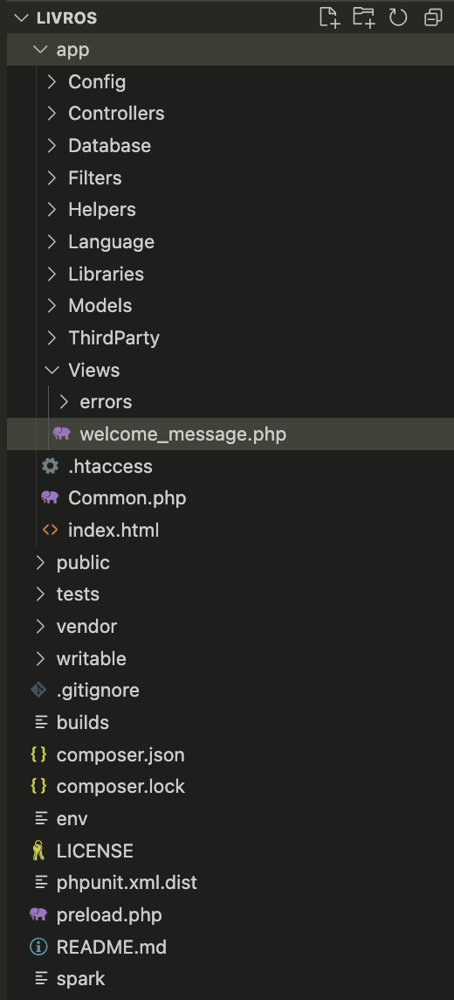 LIVROS
app
Config
Controllers
Database
Filters
Helpers
Language
Libraries
Models
ThirdParty
Views
errors
welcome_message.php
.htaccess
Common.php
index.html
public
tests
vendor
writable
.gitignore
builds
composer.json
composer.lock
env
LICENSE
phpunit.xml.dist
preload.php
README.md
spark